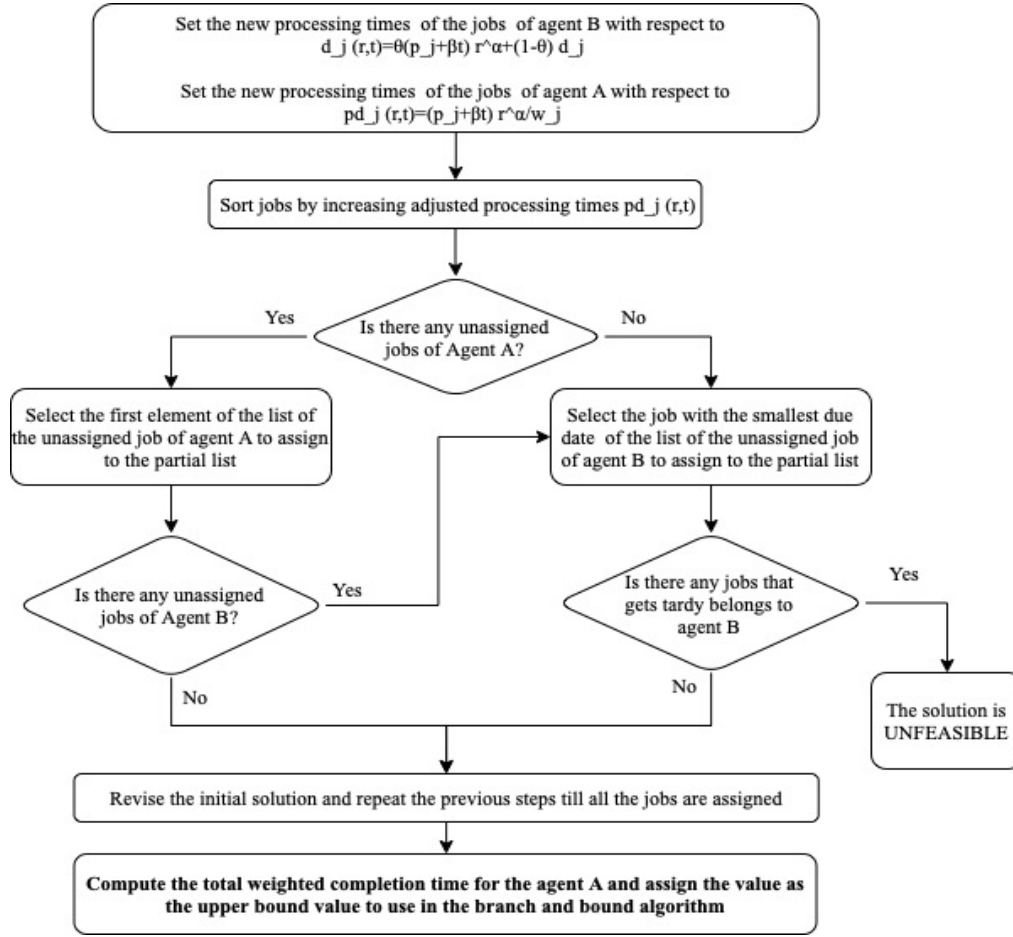 Set the new processing times of the jobs of agent B with respect to
d_j (r,t)=θ(p_j+βt) r^α+(1-θ) d_j
Set the new processing times of the jobs of agent A with respect to
pd_j (r,t)=(p_j+βt) r^α/w_j
Sort jobs by increasing adjusted processing times pd_j (r,t)
Is there any unassigned
jobs of Agent A?
Yes
No
Select the first element of the list of
the unassigned job of agent A to assign
to the partial list
Select the job with the smallest due
date of the list of the unassigned job
of agent B to assign to the partial list
Is there any unassigned
jobs of Agent B?
Yes
No
Is there any jobs that
gets tardy belongs to
agent B
Yes
No
The solution is
UNFEASIBLE
Revise the initial solution and repeat the previous steps till all the jobs are assigned
Compute the total weighted completion time for the agent A and assign the value as
the upper bound value to use in the branch and bound algorithm